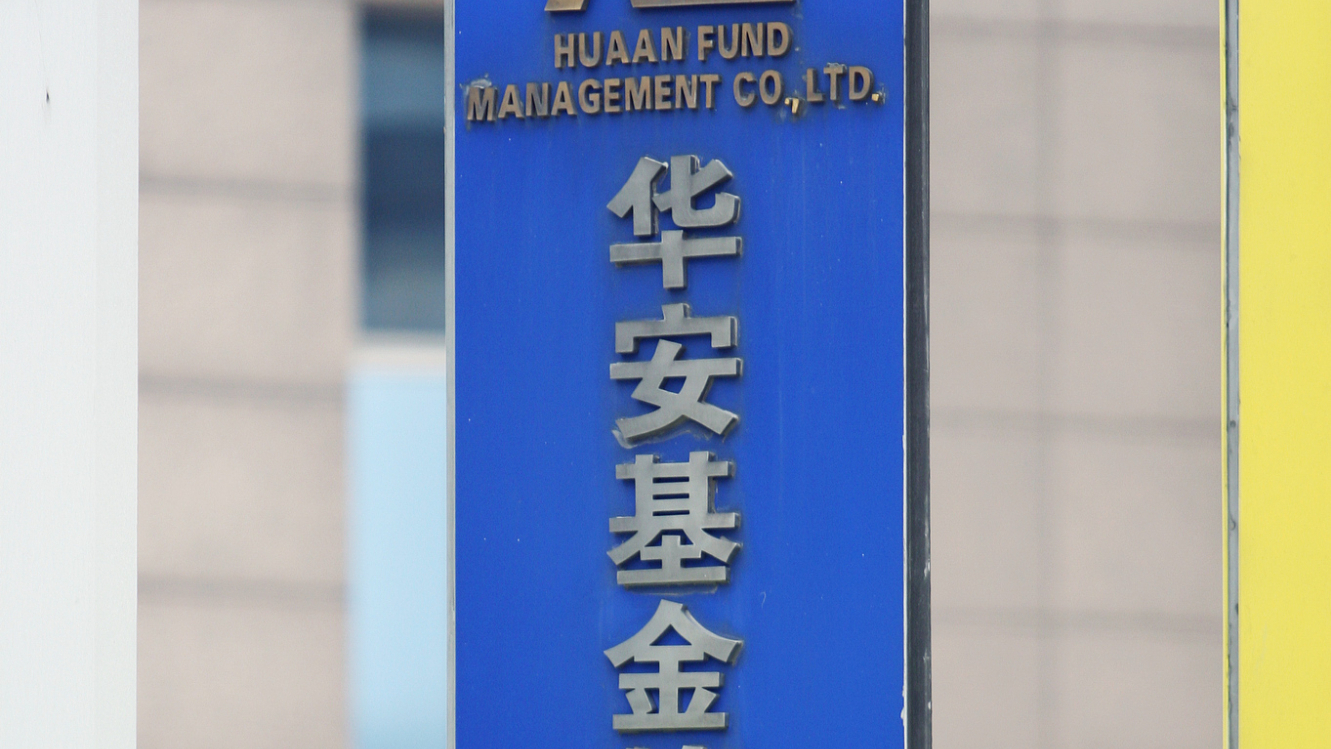 HUAAN FUND
MANAGEMENT CO.,LTD.
华安基金